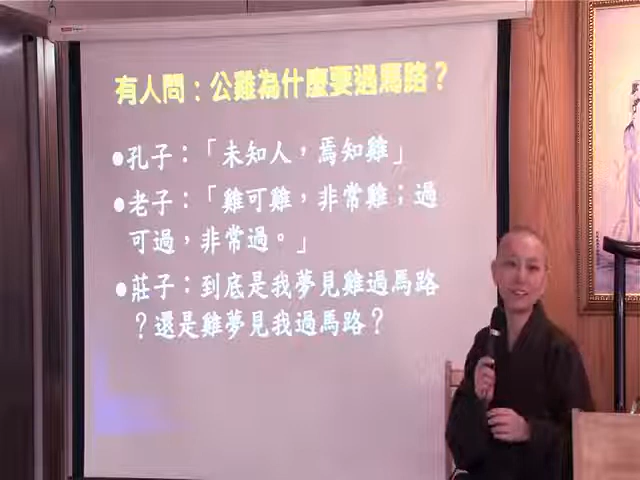 有人問：公雞為什麼要過馬路？
●孔子：「未知人，焉知雞」
●老子：「雞可雞，非常雞；過
可過，非常過。」
●莊子：到底是我夢見雞過馬路
？還是雞夢見我過馬路？